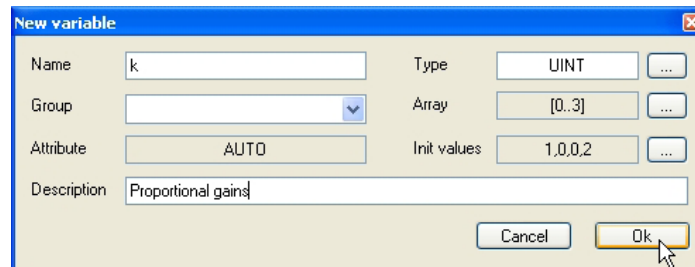 New variable
Name k Type UINT ...
Group Array [0..3] ...
Attribute AUTO Init values 1,0,0,2 ...
Description Proportional gains
Cancel Ok